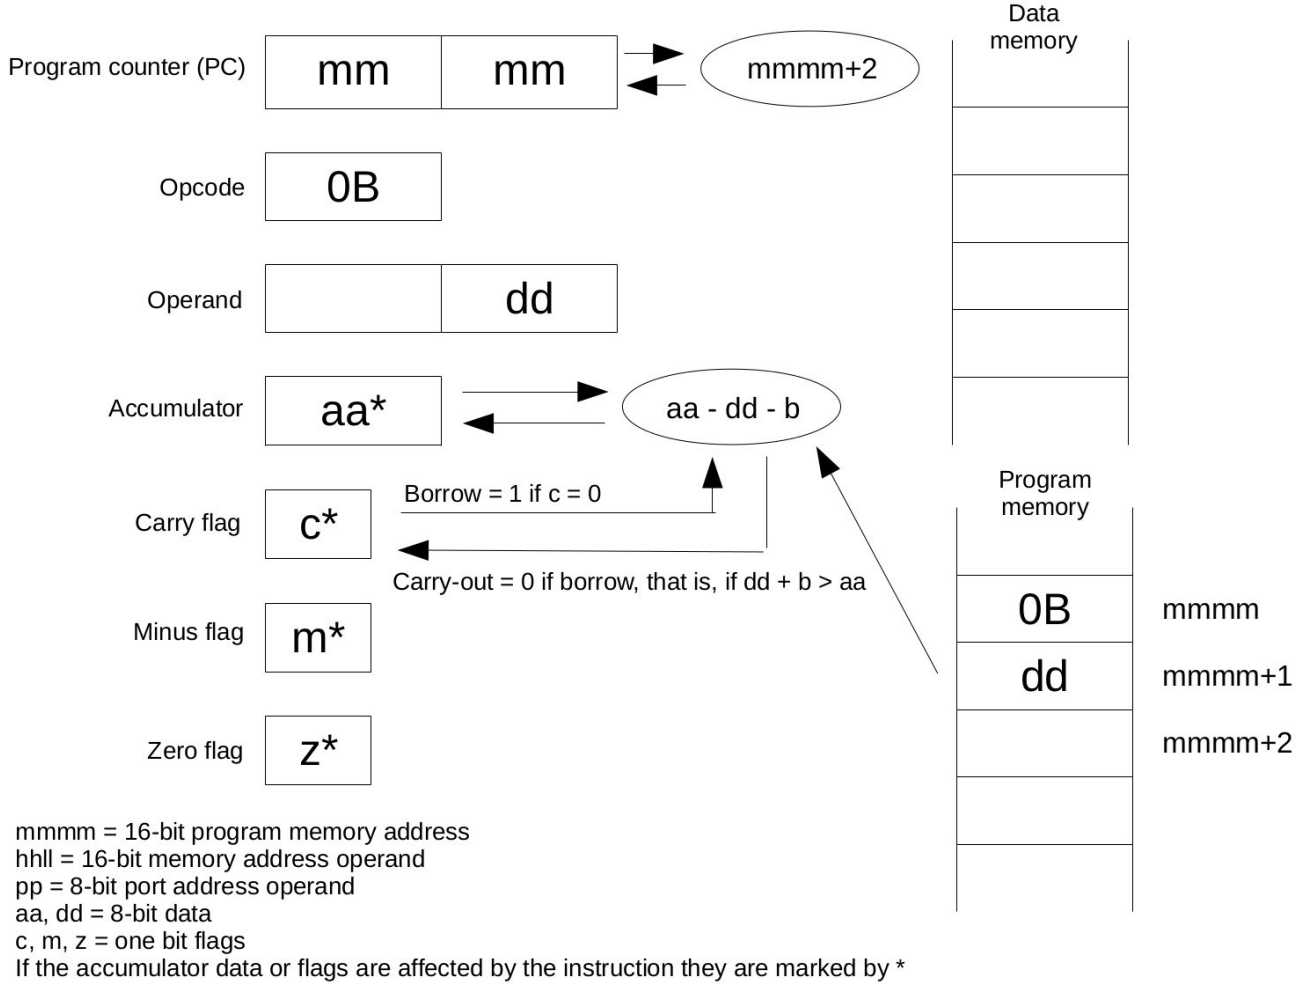 Data
memory
Program counter (PC)
mm
mm
mmmm+2
Opcode
0B
Operand
dd
Accumulator
aa*
aa - dd - b
Carry flag
c*
Borrow = 1 if c = 0
Carry-out = 0 if borrow, that is, if dd + b > aa
Minus flag
m*
Zero flag
z*
Program
memory
0B
mmmm
dd
mmmm+1
mmmm+2
mmmm = 16-bit program memory address
hhll = 16-bit memory address operand
pp = 8-bit port address operand
aa, dd = 8-bit data
c, m, z = one bit flags
If the accumulator data or flags are affected by the instruction they are marked by *